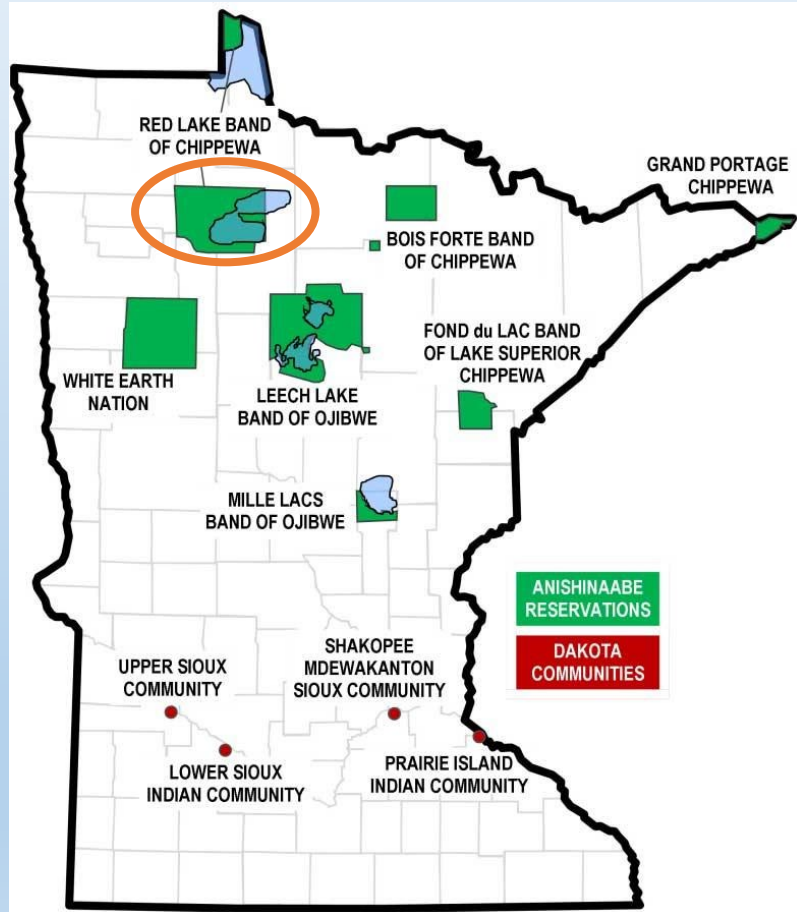 RED LAKE BAND
OF CHIPPEWA
GRAND PORTAGE
CHIPPEWA
BOIS FORTE BAND
OF CHIPPEWA
FOND du LAC BAND
OF LAKE SUPERIOR
CHIPPEWA
WHITE EARTH
NATION
LEECH LAKE
BAND OF OJIBWE
MILLE LACS
BAND OF OJIBWE
ANISHINAABE
RESERVATIONS
DAKOTA
COMMUNITIES
UPPER SIOUX
COMMUNITY
SHAKOPEE
MDEWAKANTON
SIOUX COMMUNITY
LOWER SIOUX
INDIAN COMMUNITY
PRAIRIE ISLAND
INDIAN COMMUNITY